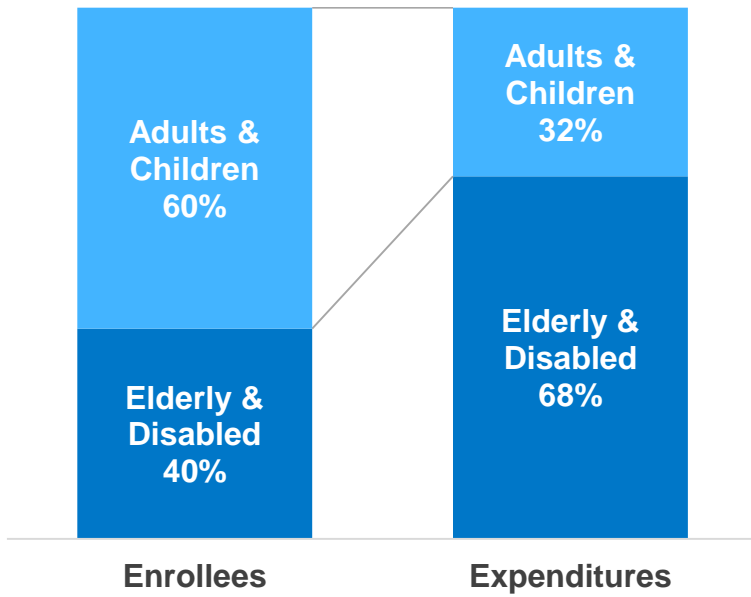 Adults &
Children
60%
Elderly &
Disabled
40%
Adults &
Children
32%
Elderly &
Disabled
68%
Enrollees
Expenditures